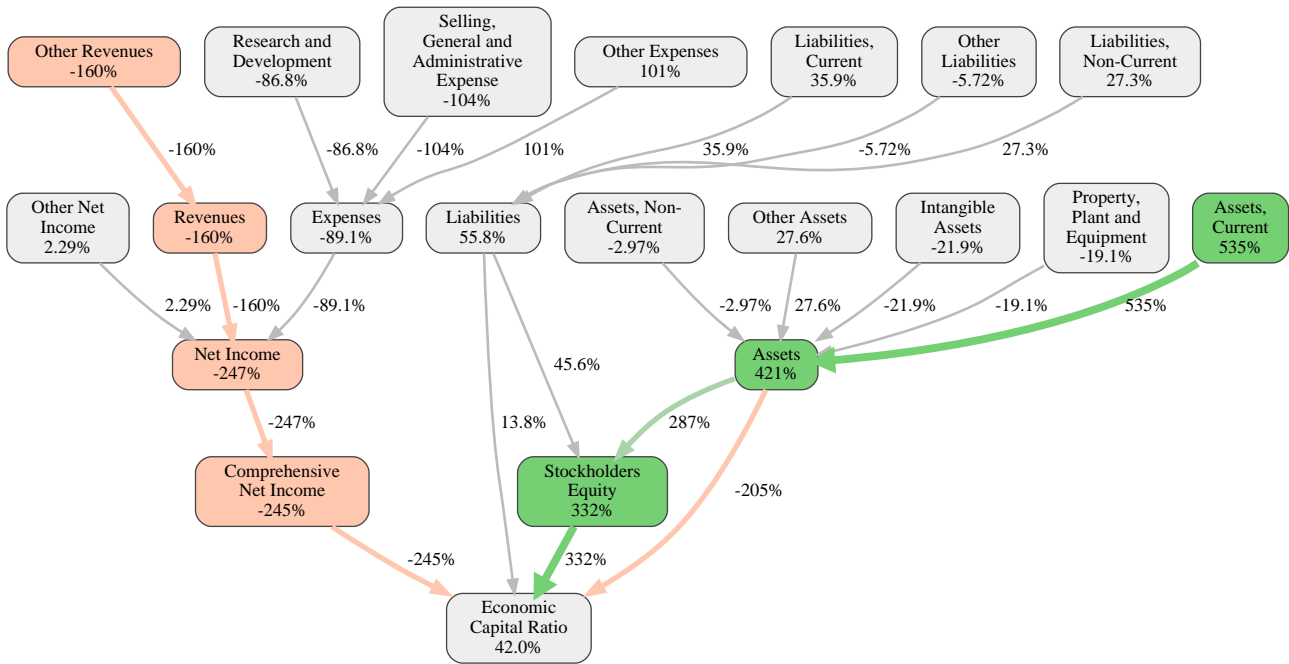 Other Revenues
-160%
Research and
Development
-86.8%
Selling,
General and
Administrative
Expense
-104%
Other Expenses
101%
Liabilities,
Current
35.9%
Other
Liabilities
-5.72%
Liabilities,
Non-Current
27.3%
-160%
-86.8%
-104%
101%
35.9%
-5.72%
27.3%
Other Net
Income
2.29%
Revenues
-160%
Expenses
-89.1%
Liabilities
55.8%
Assets, Non-
Current
-2.97%
Other Assets
27.6%
Intangible
Assets
-21.9%
Property,
Plant and
Equipment
-19.1%
Assets,
Current
535%
2.29%
-160%
-89.1%
-2.97%
27.6%
-21.9%
-19.1%
535%
Net Income
-247%
45.6%
Assets
421%
-247%
13.8%
287%
Comprehensive
Net Income
-245%
Stockholders
Equity
332%
-205%
-245%
332%
Economic
Capital Ratio
42.0%